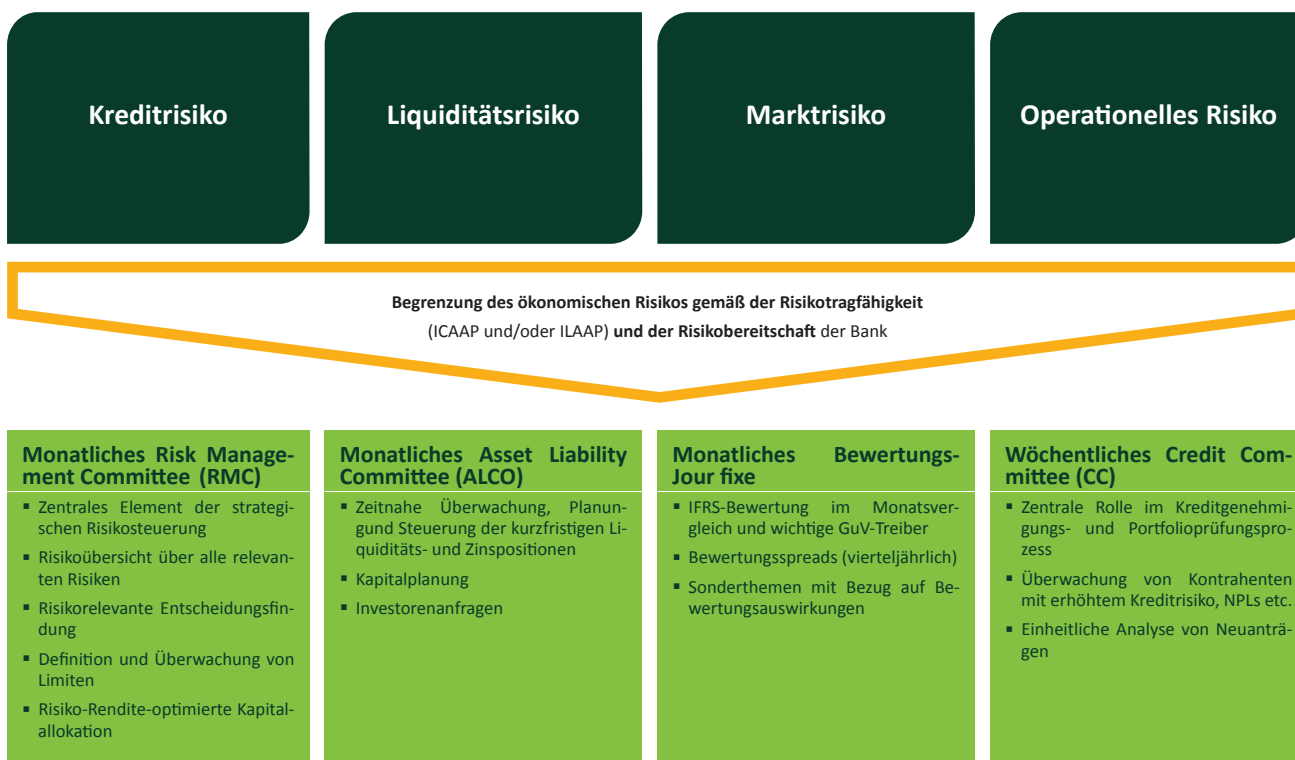 Kreditrisiko
Liquiditätsrisiko
Marktrisiko
Operationelles Risiko
Begrenzung des ökonomischen Risikos gemäß der Risikotragfähigkeit
(ICAAP und/oder ILAAP) und der Risikobereitschaft der Bank
Monatliches Risk Manage-
ment Committee (RMC)
▪ Zentrales Element der strategi-
schen Risikosteuerung
▪ Risikoübersicht über alle relevan-
ten Risiken
▪ Risikorelevante Entscheidungsfin-
dung
▪ Definition und Überwachung von
Limiten
▪ Risiko-Rendite-optimierte Kapital-
allokation
Monatliches Asset Liability
Committee (ALCO)
▪ Zeitnahe Überwachung, Planun-
gund Steuerung der kurzfristigen Li-
quiditäts- und Zinspositionen
▪ Kapitalplanung
▪ Investorenanfragen
Monatliches Bewertungs-
Jour fixe
▪ IFRS-Bewertung im Monatsver-
gleich und wichtige GuV-Treiber
▪ Bewertungsspreads (vierteljährlich)
▪ Sonderthemen mit Bezug auf Be-
wertungsauswirkungen
Wöchentliches Credit Com-
mittee (CC)
▪ Zentrale Rolle im Kreditgenehmi-
gungs- und Portfolioprüfungspro-
zess
▪ Überwachung von Kontrahenten
mit erhöhtem Kreditrisiko, NPLs etc.
▪ Einheitliche Analyse von Neuanträ-
gen